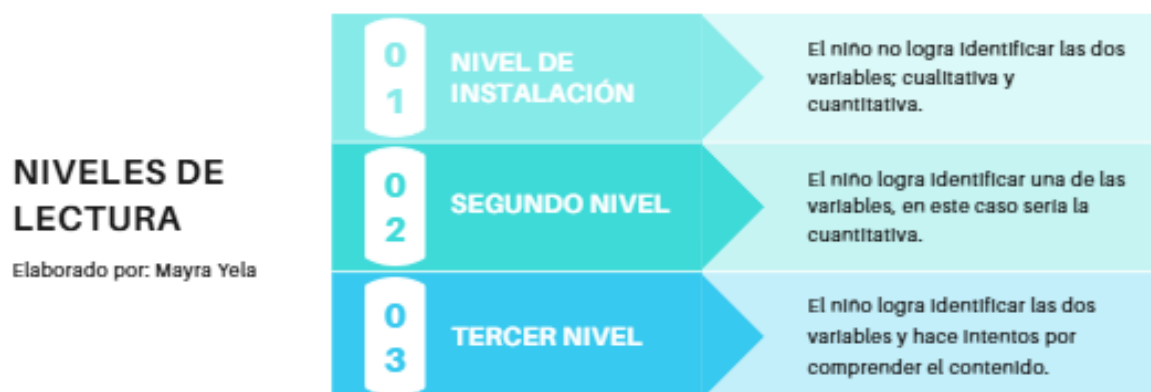 NIVELES DE
LECTURA
Elaborado por: Mayra Yela
0
1
NIVEL DE
INSTALACIÓN
El niño no logra identificar las dos
variables; cualitativa y
cuantitativa.
0
2
SEGUNDO NIVEL
El niño logra identificar una de las
variables, en este caso seria la
cuantitativa.
0
3
TERCER NIVEL
El niño logra identificar las dos
variables y hace intentos por
comprender el contenido.